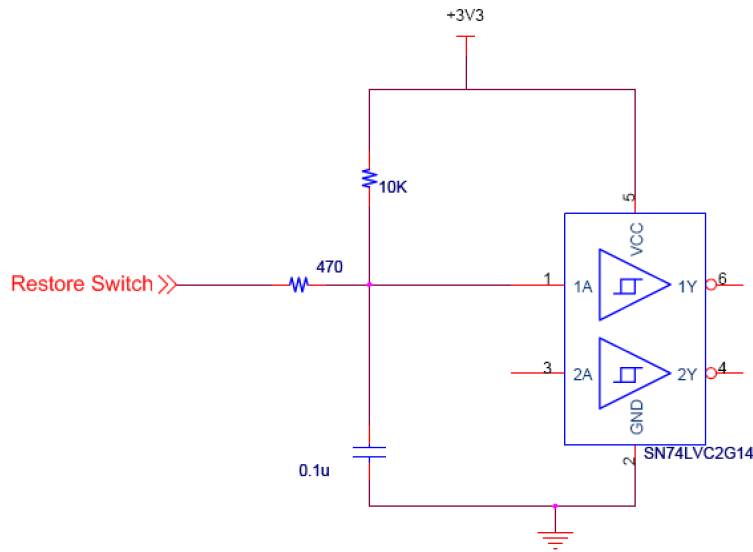 +3V3
10K
5
VCC
470
Restore Switch
1
1A
1Y
6
3
2A
2Y
4
GND
2
SN74LVC2G14
0.1u